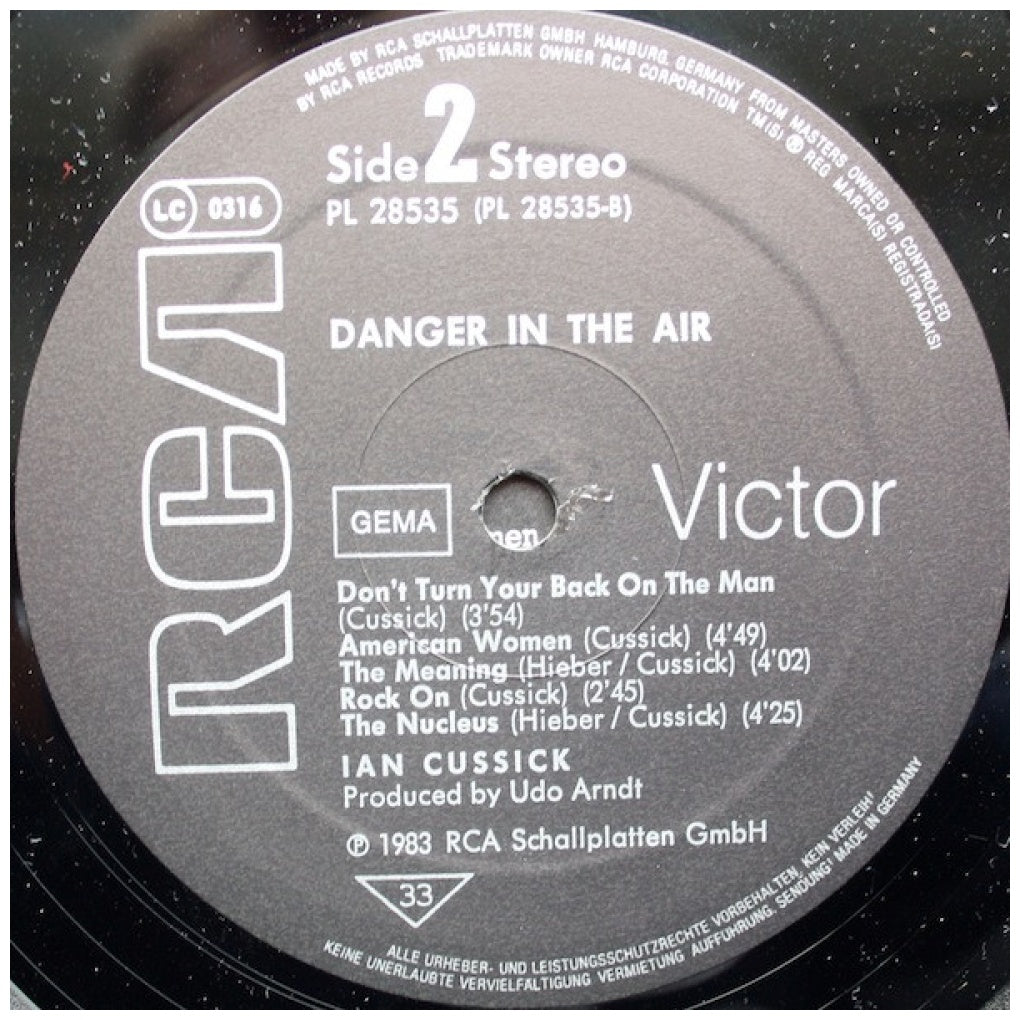 MADE BY RCA SCHALLPLATTEN GMBH HAMBURG, GERMANY FROM MASTERS OWNED OR CONTROLLED
BY RCA RECORDS TRADEMARK OWNER RCA CORPORATION TM(S) ® REG MARCA(S) REGISTRADA(S)
Side 2 Stereo
PL 28535 (PL 28535-B)
LC 0316
RCA
DANGER IN THE AIR
GEMA
men
Victor
Don't Turn Your Back On The Man
(Cussick) (3'54)
American Women (Cussick) (4'49)
The Meaning (Hieber / Cussick) (4'02)
Rock On (Cussick) (2'45)
The Nucleus (Hieber / Cussick) (4'25)
IAN CUSSICK
Produced by Udo Arndt
℗ 1983 RCA Schallplatten GmbH
33
ALLE URHEBER- UND LEISTUNGSSCHUTZRECHTE VORBEHALTEN, KEIN VERLEIH!
KEINE UNERLAUBTE VERVIELFALTIGUNG VERMIETUNG AUFFUHRUNG, SENDUNG! MADE IN GERMANY